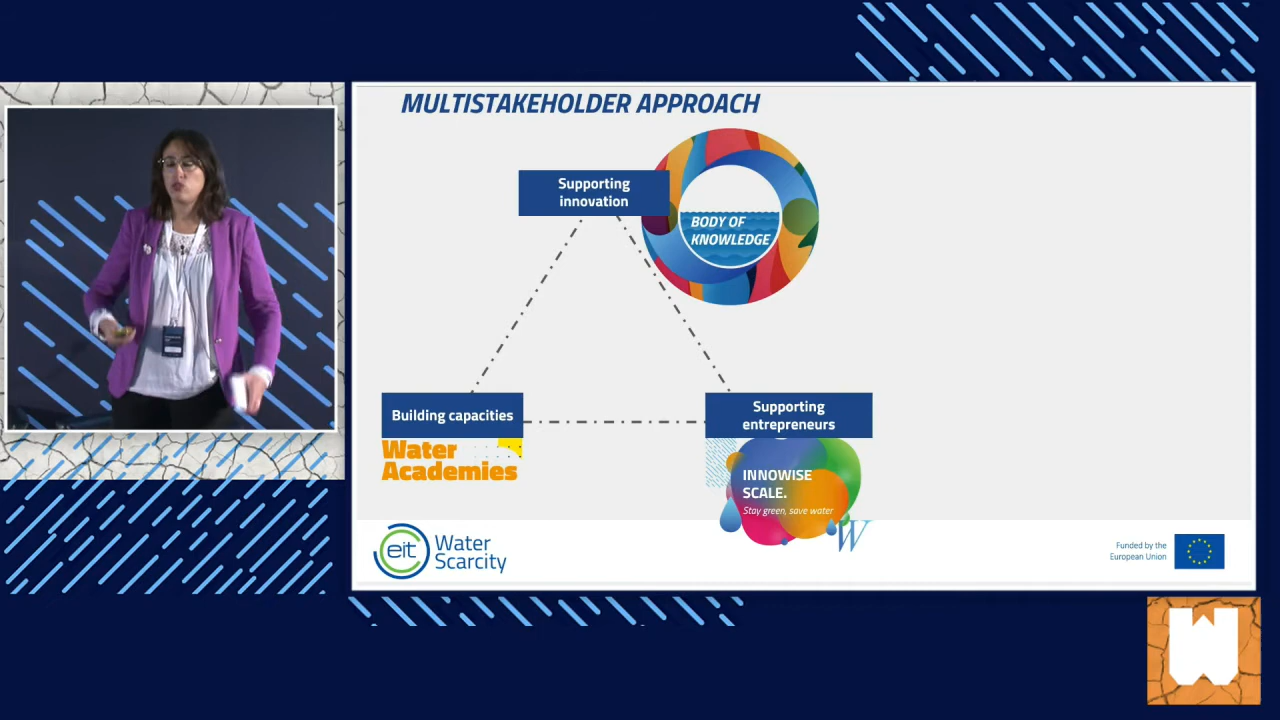 MULTISTAKEHOLDER APPROACH
Supporting
innovation
BODY OF
KNOWLEDGE
Building capacities
Water
Academies
Supporting
entrepreneurs
INNOWISE
SCALE.
Stay green, save water
W
eit
Water
Scarcity
Funded by the
European Union
W